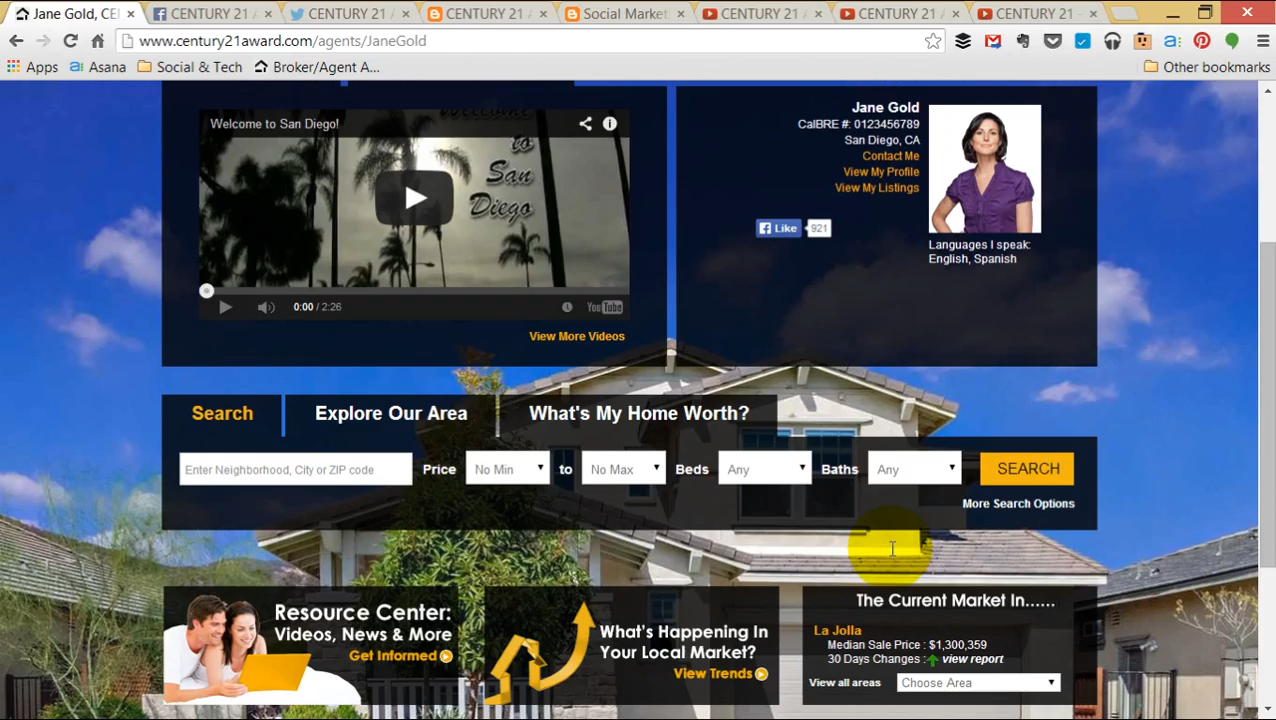 Jane Gold, CE
CENTURY 21 A
CENTURY 21 A
CENTURY 21 A
Social Market
CENTURY 21 A
CENTURY 21 A
CENTURY 21 -
www.century21award.com/agents/JaneGold
Apps
Asana
Social & Tech
Broker/Agent A...
Other bookmarks
Welcome to San Diego!
Welcome
to
San
Diego
0:00 / 2:26
YouTube
View More Videos
Jane Gold
CalBRE #: 0123456789
San Diego, CA
Contact Me
View My Profile
View My Listings
Like 921
Languages I speak:
English, Spanish
Search
Explore Our Area
What's My Home Worth?
Enter Neighborhood, City or ZIP code
Price No Min to No Max Beds Any Baths Any SEARCH
More Search Options
Resource Center:
Videos, News & More
Get Informed
What's Happening In
Your Local Market?
View Trends
The Current Market In......
La Jolla
Median Sale Price : $1,300,359
30 Days Changes : view report
View all areas Choose Area